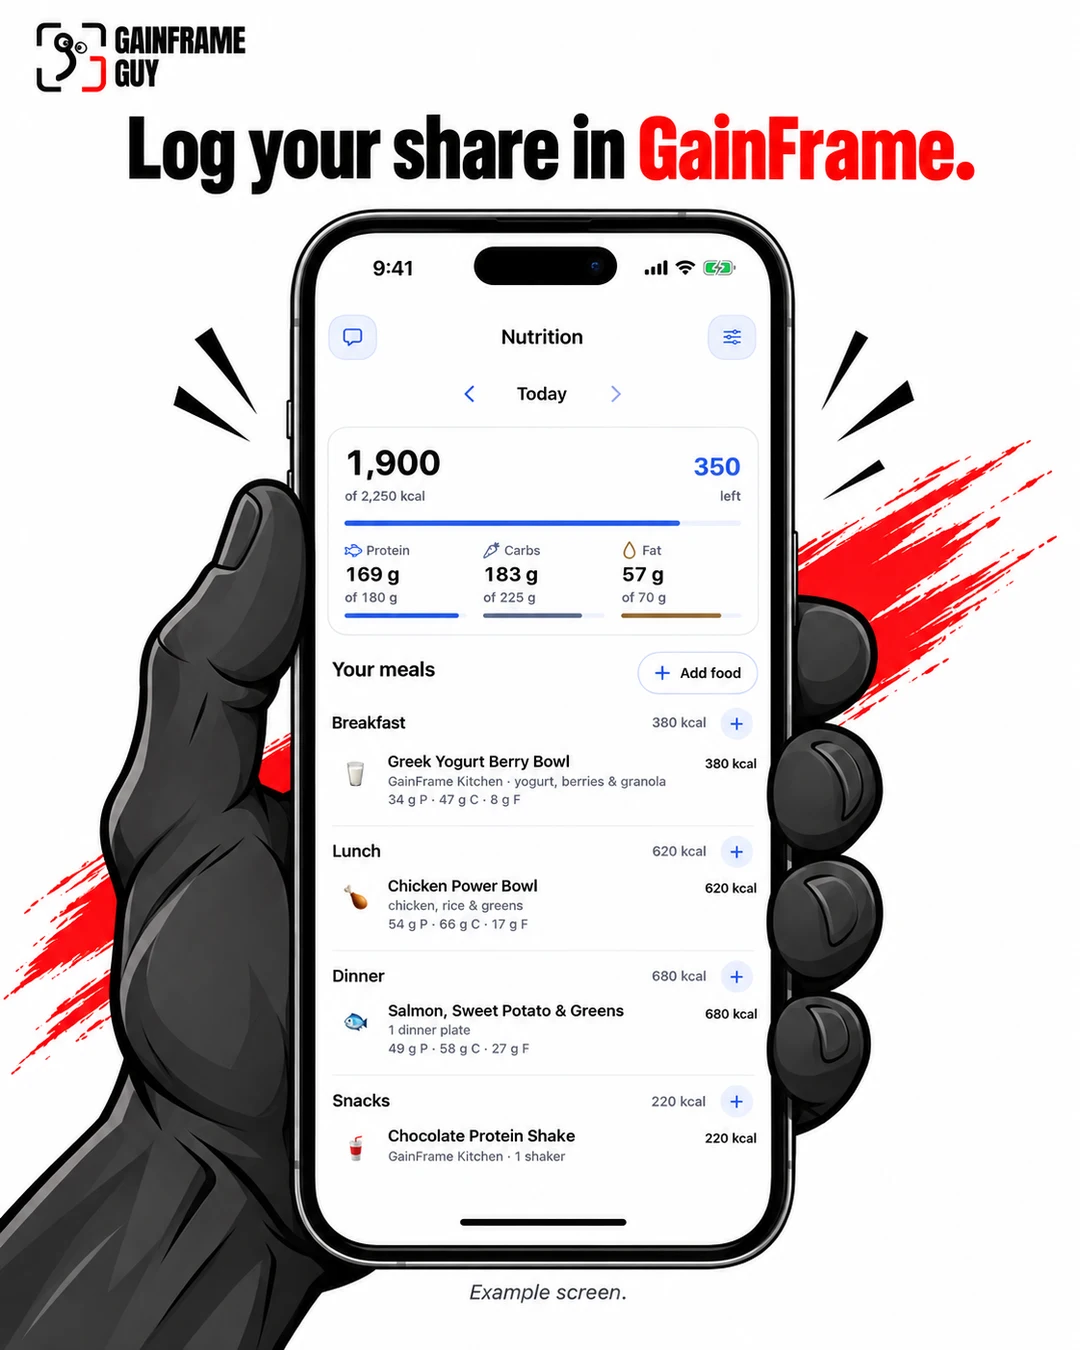 GAINFRAME
GUY
Log your share in GainFrame.
9:41
Nutrition
Today
1,900
350
of 2,250 kcal
left
Protein
Carbs
Fat
169 g
183 g
57 g
of 180 g
of 225 g
of 70 g
Your meals
+ Add food
Breakfast
380 kcal +
Greek Yogurt Berry Bowl
380 kcal
GainFrame Kitchen · yogurt, berries & granola
34 g P · 47 g C · 8 g F
Lunch
620 kcal +
Chicken Power Bowl
620 kcal
chicken, rice & greens
54 g P · 66 g C · 17 g F
Dinner
680 kcal +
Salmon, Sweet Potato & Greens
680 kcal
1 dinner plate
49 g P · 58 g C · 27 g F
Snacks
220 kcal +
Chocolate Protein Shake
220 kcal
GainFrame Kitchen · 1 shaker
Example screen.